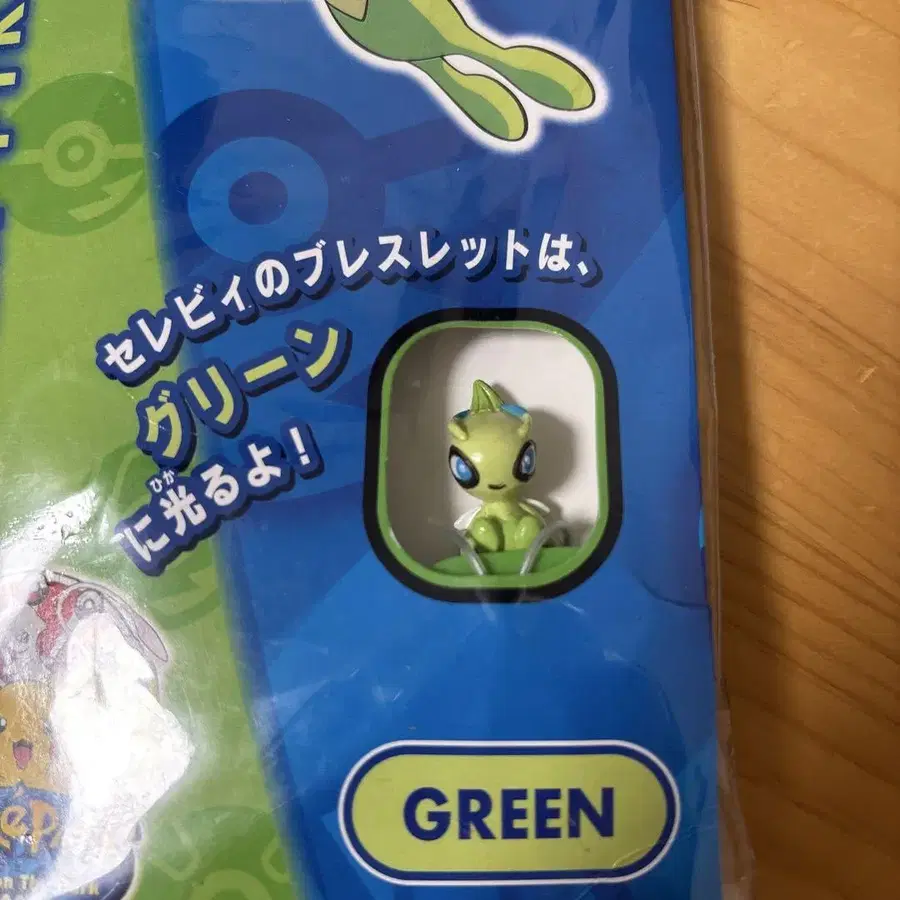 セレビィのブレスレットは、
グリーン
ひか
に光るよ！
GREEN